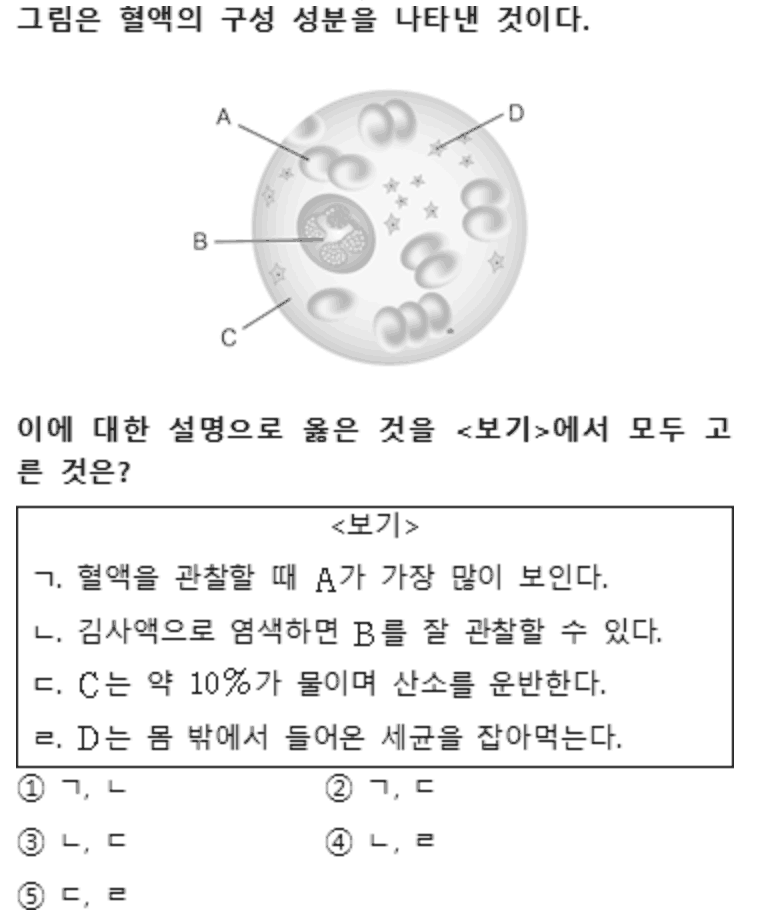 그림은 혈액의 구성 성분을 나타낸 것이다.
A
D
B
C
이에 대한 설명으로 옳은 것을 <보기>에서 모두 고
른 것은?
<보기>
ㄱ. 혈액을 관찰할 때 A가 가장 많이 보인다.
ㄴ. 김사액으로 염색하면 B를 잘 관찰할 수 있다.
ㄷ. C는 약 10%가 물이며 산소를 운반한다.
ㄹ. D는 몸 밖에서 들어온 세균을 잡아먹는다.
① ㄱ, ㄴ ② ㄱ, ㄷ
③ ㄴ, ㄷ ④ ㄴ, ㄹ
⑤ ㄷ, ㄹ